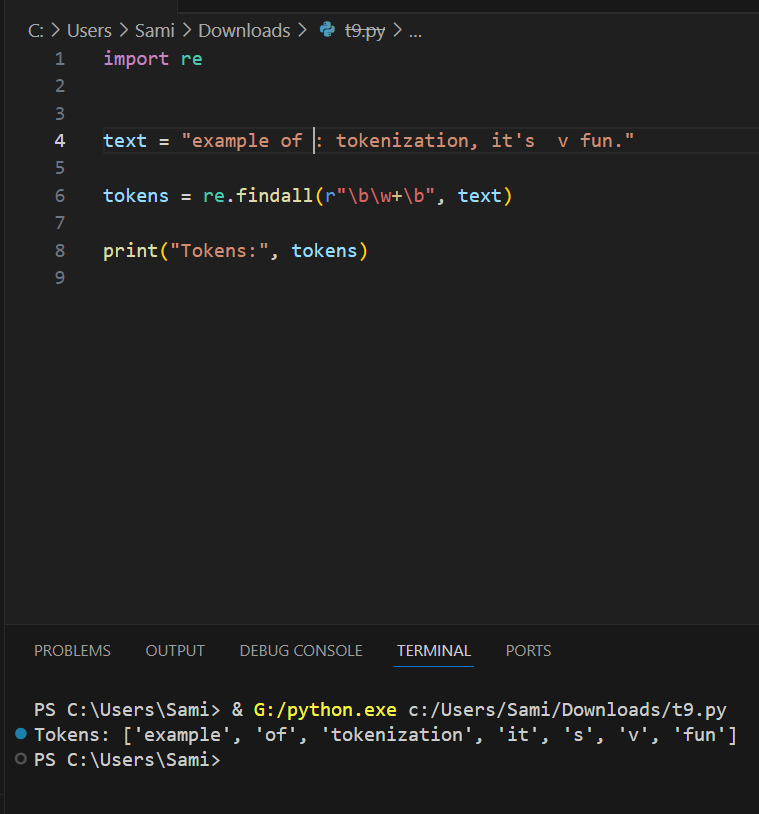 C: > Users > Sami > Downloads > t9.py > ...
1 import re
2
3
4 text = "example of : tokenization, it's  v fun."
5
6 tokens = re.findall(r"\b\w+\b", text)
7
8 print("Tokens:", tokens)
9
PROBLEMS OUTPUT DEBUG CONSOLE TERMINAL PORTS
PS C:\Users\Sami> & G:/python.exe c:/Users/Sami/Downloads/t9.py
Tokens: ['example', 'of', 'tokenization', 'it', 's', 'v', 'fun']
PS C:\Users\Sami>